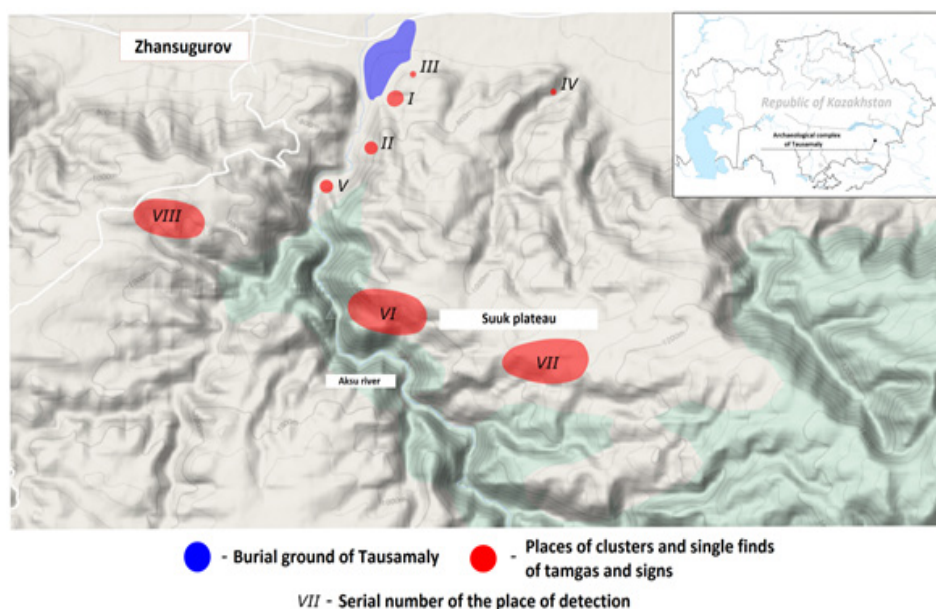 Zhansugurov
III
I
IV
II
V
VIII
VI
Suuk plateau
VII
Aksu river
Republic of Kazakhstan
Archaeological complex
of Tausamaly
- Burial ground of Tausamaly
- Places of clusters and single finds
of tamgas and signs
VII - Serial number of the place of detection